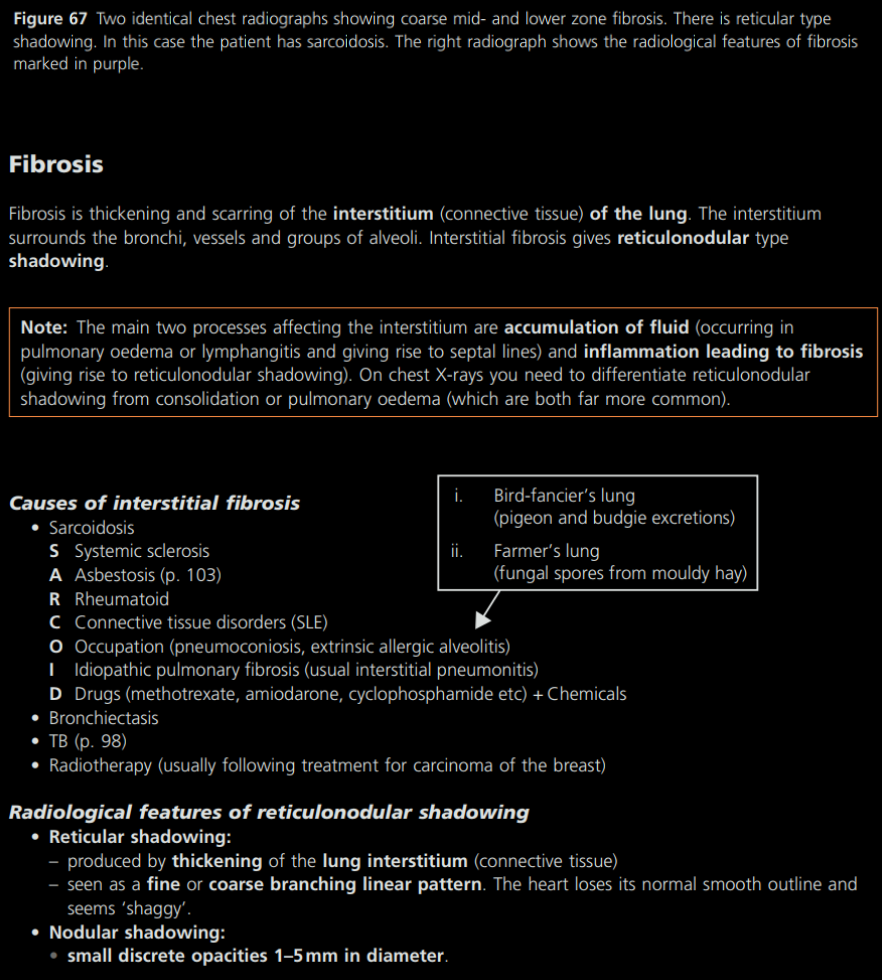 Figure 67 Two identical chest radiographs showing coarse mid- and lower zone fibrosis. There is reticular type
shadowing. In this case the patient has sarcoidosis. The right radiograph shows the radiological features of fibrosis
marked in purple.
Fibrosis
Fibrosis is thickening and scarring of the interstitium (connective tissue) of the lung. The interstitium
surrounds the bronchi, vessels and groups of alveoli. Interstitial fibrosis gives reticulonodular type
shadowing.
Note: The main two processes affecting the interstitium are accumulation of fluid (occurring in
pulmonary oedema or lymphangitis and giving rise to septal lines) and inflammation leading to fibrosis
(giving rise to reticulonodular shadowing). On chest X-rays you need to differentiate reticulonodular
shadowing from consolidation or pulmonary oedema (which are both far more common).
Causes of interstitial fibrosis
• Sarcoidosis
S Systemic sclerosis
A Asbestosis (p. 103)
R Rheumatoid
C Connective tissue disorders (SLE)
O Occupation (pneumoconiosis, extrinsic allergic alveolitis)
I Idiopathic pulmonary fibrosis (usual interstitial pneumonitis)
D Drugs (methotrexate, amiodarone, cyclophosphamide etc) + Chemicals
• Bronchiectasis
• TB (p. 98)
• Radiotherapy (usually following treatment for carcinoma of the breast)
i. Bird-fancier's lung
(pigeon and budgie excretions)
ii. Farmer's lung
(fungal spores from mouldy hay)
Radiological features of reticulonodular shadowing
• Reticular shadowing:
– produced by thickening of the lung interstitium (connective tissue)
– seen as a fine or coarse branching linear pattern. The heart loses its normal smooth outline and
seems 'shaggy'.
• Nodular shadowing:
• small discrete opacities 1–5 mm in diameter.